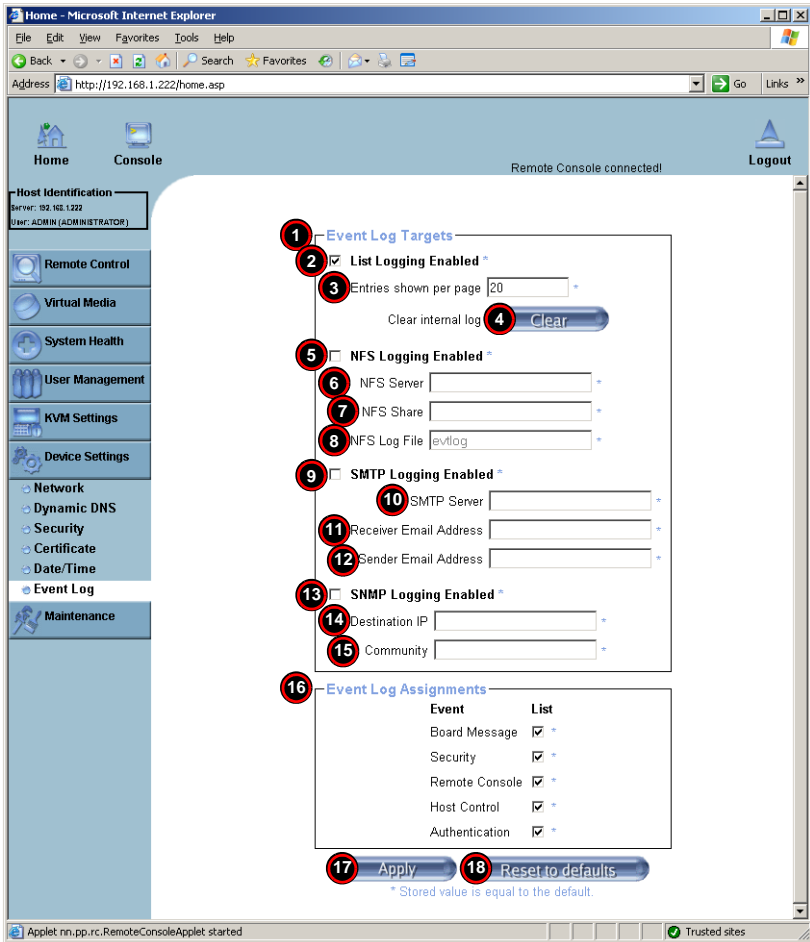 Home - Microsoft Internet Explorer
File Edit View Favorites Tools Help
Back Search Favorites
Address http://192.168.1.222/home.asp Go Links »
Home Console Logout
Remote Console connected!
Host Identification
Server: 192.168.1.222
User: ADMIN (ADMINISTRATOR)
Remote Control
Virtual Media
System Health
User Management
KVM Settings
Device Settings
Network
Dynamic DNS
Security
Certificate
Date/Time
Event Log
Maintenance
1 Event Log Targets
2 List Logging Enabled *
3 Entries shown per page 20 *
Clear internal log 4 Clear
5 NFS Logging Enabled *
6 NFS Server *
7 NFS Share *
8 NFS Log File evtlog *
9 SMTP Logging Enabled *
10 SMTP Server *
11 Receiver Email Address *
12 Sender Email Address *
13 SNMP Logging Enabled *
14 Destination IP *
15 Community *
16 Event Log Assignments
Event List
Board Message *
Security *
Remote Console *
Host Control *
Authentication *
17 Apply 18 Reset to defaults
* Stored value is equal to the default.
Applet nn.pp.rc.RemoteConsoleApplet started Trusted sites